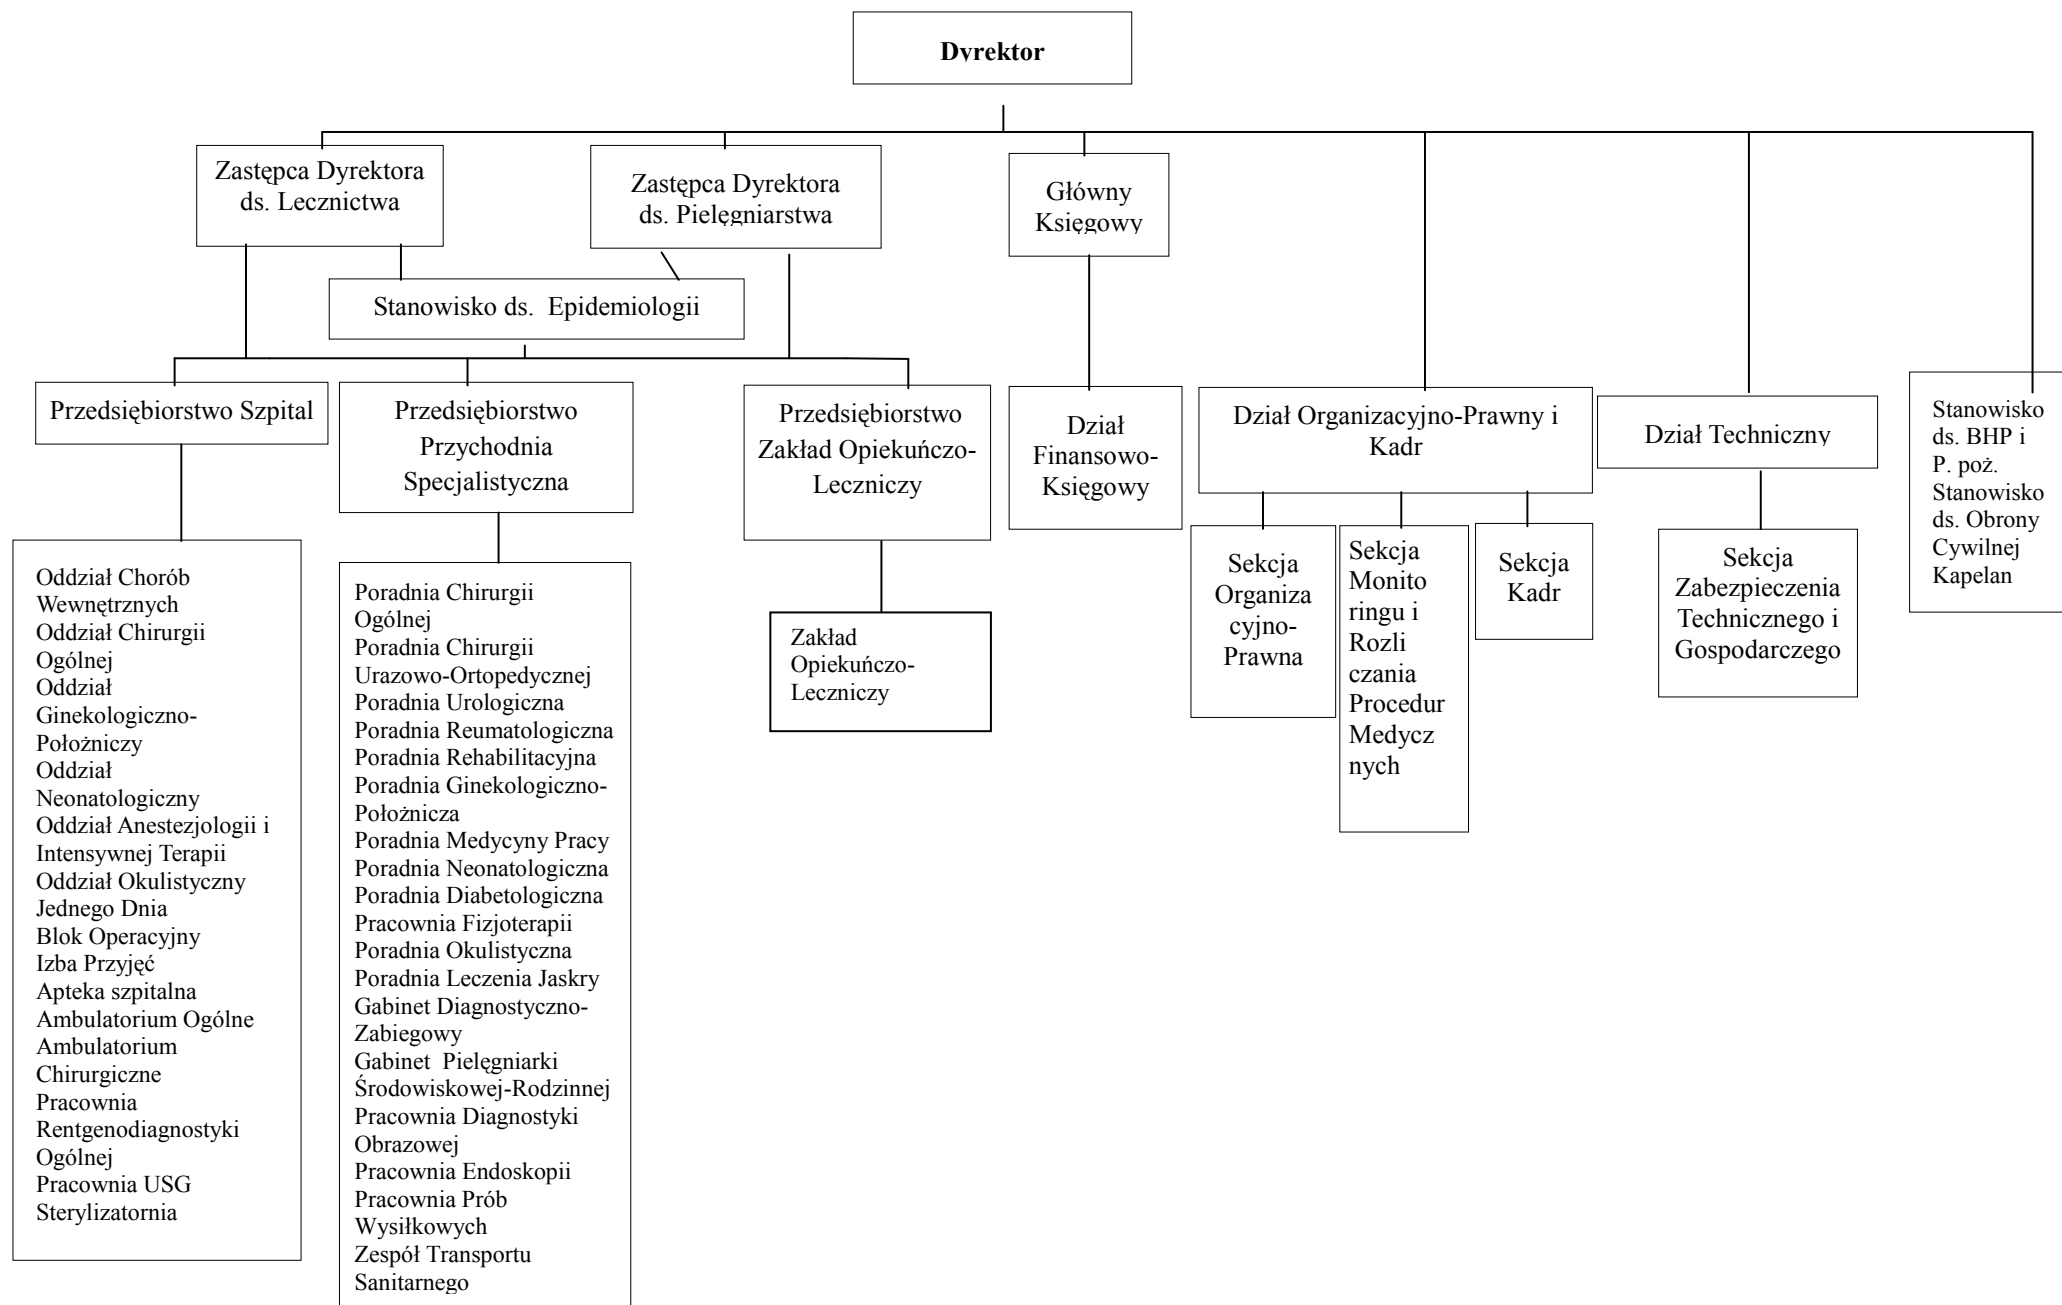 Dyrektor
Zastępca Dyrektora
ds. Lecznictwa
Zastępca Dyrektora
ds. Pielęgniarstwa
Główny
Księgowy
Stanowisko ds.  Epidemiologii
Przedsiębiorstwo Szpital
Przedsiębiorstwo
Przychodnia
Specjalistyczna
Przedsiębiorstwo
Zakład Opiekuńczo-
Leczniczy
Dział
Finansowo-
Księgowy
Dział Organizacyjno-Prawny i
Kadr
Dział Techniczny
Stanowisko
ds. BHP i
P. poż.
Stanowisko
ds. Obrony
Cywilnej
Kapelan
Oddział Chorób
Wewnętrznych
Oddział Chirurgii
Ogólnej
Oddział
Ginekologiczno-
Położniczy
Oddział
Neonatologiczny
Oddział Anestezjologii i
Intensywnej Terapii
Oddział Okulistyczny
Jednego Dnia
Blok Operacyjny
Izba Przyjęć
Apteka szpitalna
Ambulatorium Ogólne
Ambulatorium
Chirurgiczne
Pracownia
Rentgenodiagnostyki
Ogólnej
Pracownia USG
Sterylizatornia
Poradnia Chirurgii
Ogólnej
Poradnia Chirurgii
Urazowo-Ortopedycznej
Poradnia Urologiczna
Poradnia Reumatologiczna
Poradnia Rehabilitacyjna
Poradnia Ginekologiczno-
Położnicza
Poradnia Medycyny Pracy
Poradnia Neonatologiczna
Poradnia Diabetologiczna
Pracownia Fizjoterapii
Poradnia Okulistyczna
Poradnia Leczenia Jaskry
Gabinet Diagnostyczno-
Zabiegowy
Gabinet  Pielęgniarki
Środowiskowej-Rodzinnej
Pracownia Diagnostyki
Obrazowej
Pracownia Endoskopii
Pracownia Prób
Wysiłkowych
Zespół Transportu
Sanitarnego
Zakład
Opiekuńczo-
Leczniczy
Sekcja
Organiza
cyjno-
Prawna
Sekcja
Monito
ringu i
Rozli
czania
Procedur
Medycz
nych
Sekcja
Kadr
Sekcja
Zabezpieczenia
Technicznego i
Gospodarczego